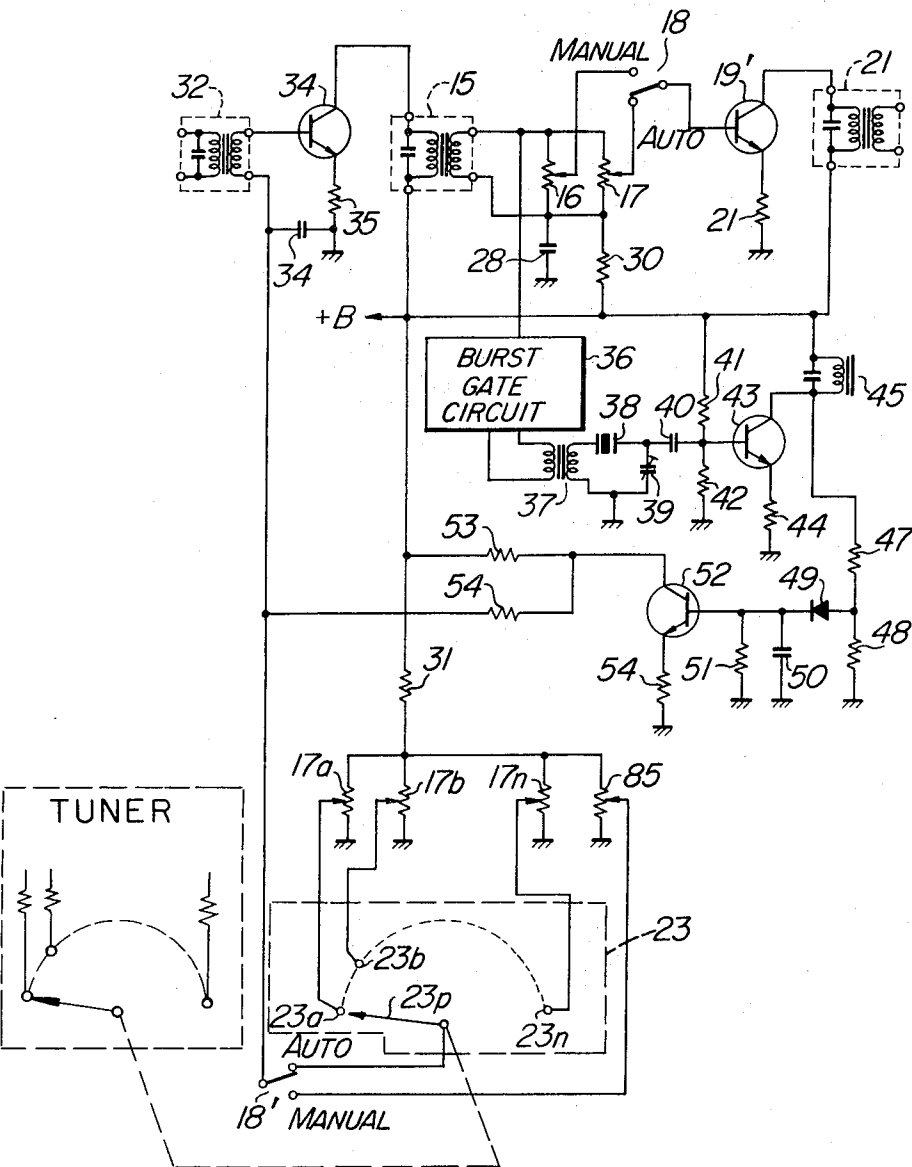 18
MANUAL
32
34
15
19'
21
AUTO
16
17
35
34
28
30
21
+B
BURST
GATE
CIRCUIT
36
41
43
45
38
40
37
39
42
44
47
53
52
49
54
48
31
54
51
50
17a
17b
17n
85
TUNER
23
23b
23p
23a
23n
AUTO
18'
MANUAL